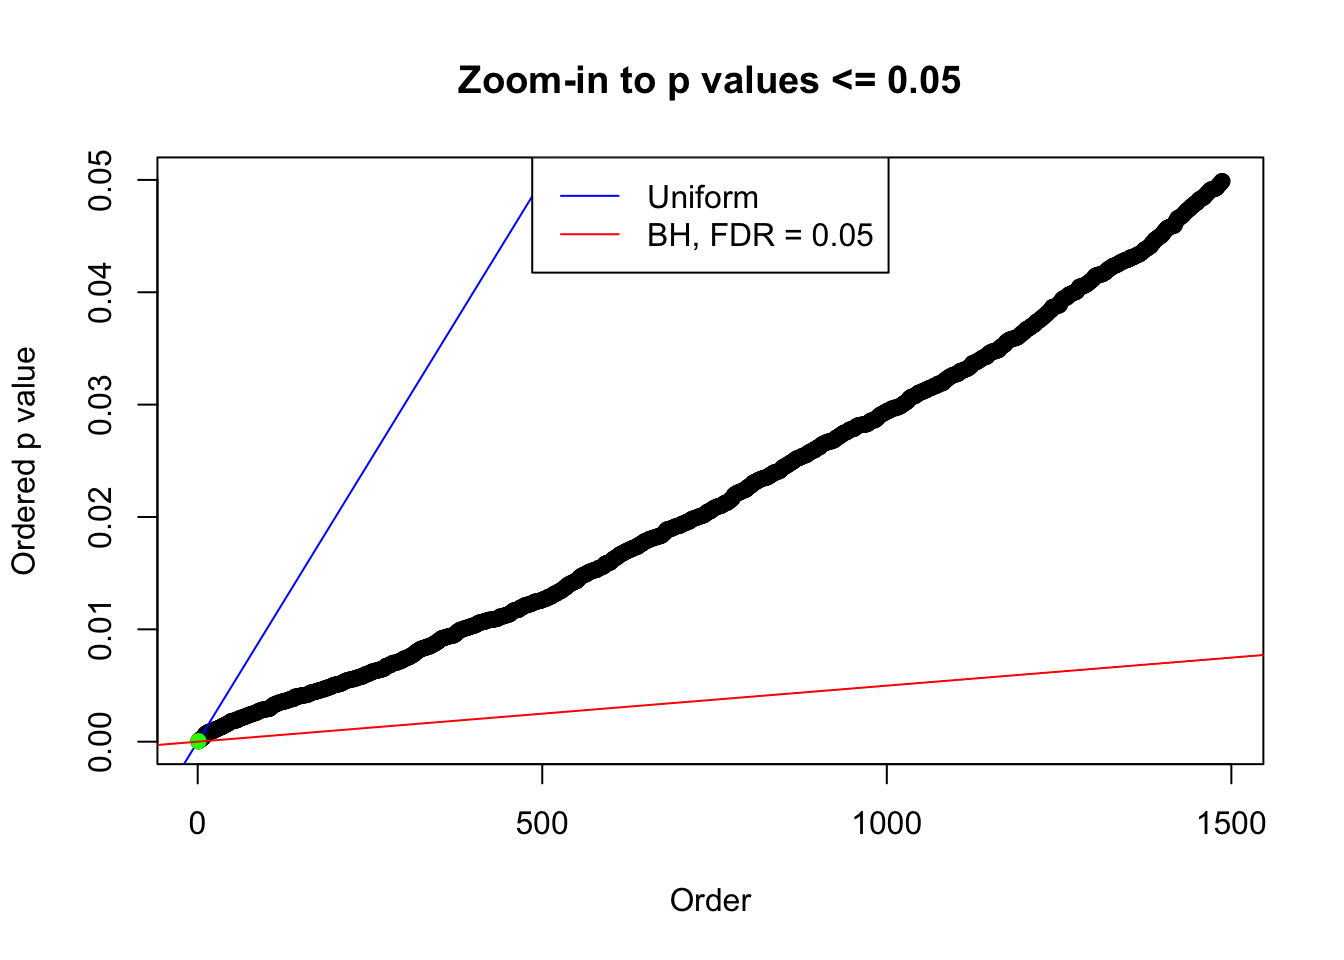 Zoom-in to p values <= 0.05
Uniform
BH, FDR = 0.05
0.05
0.04
0.03
0.02
0.01
0.00
Ordered p value
0
500
1000
1500
Order